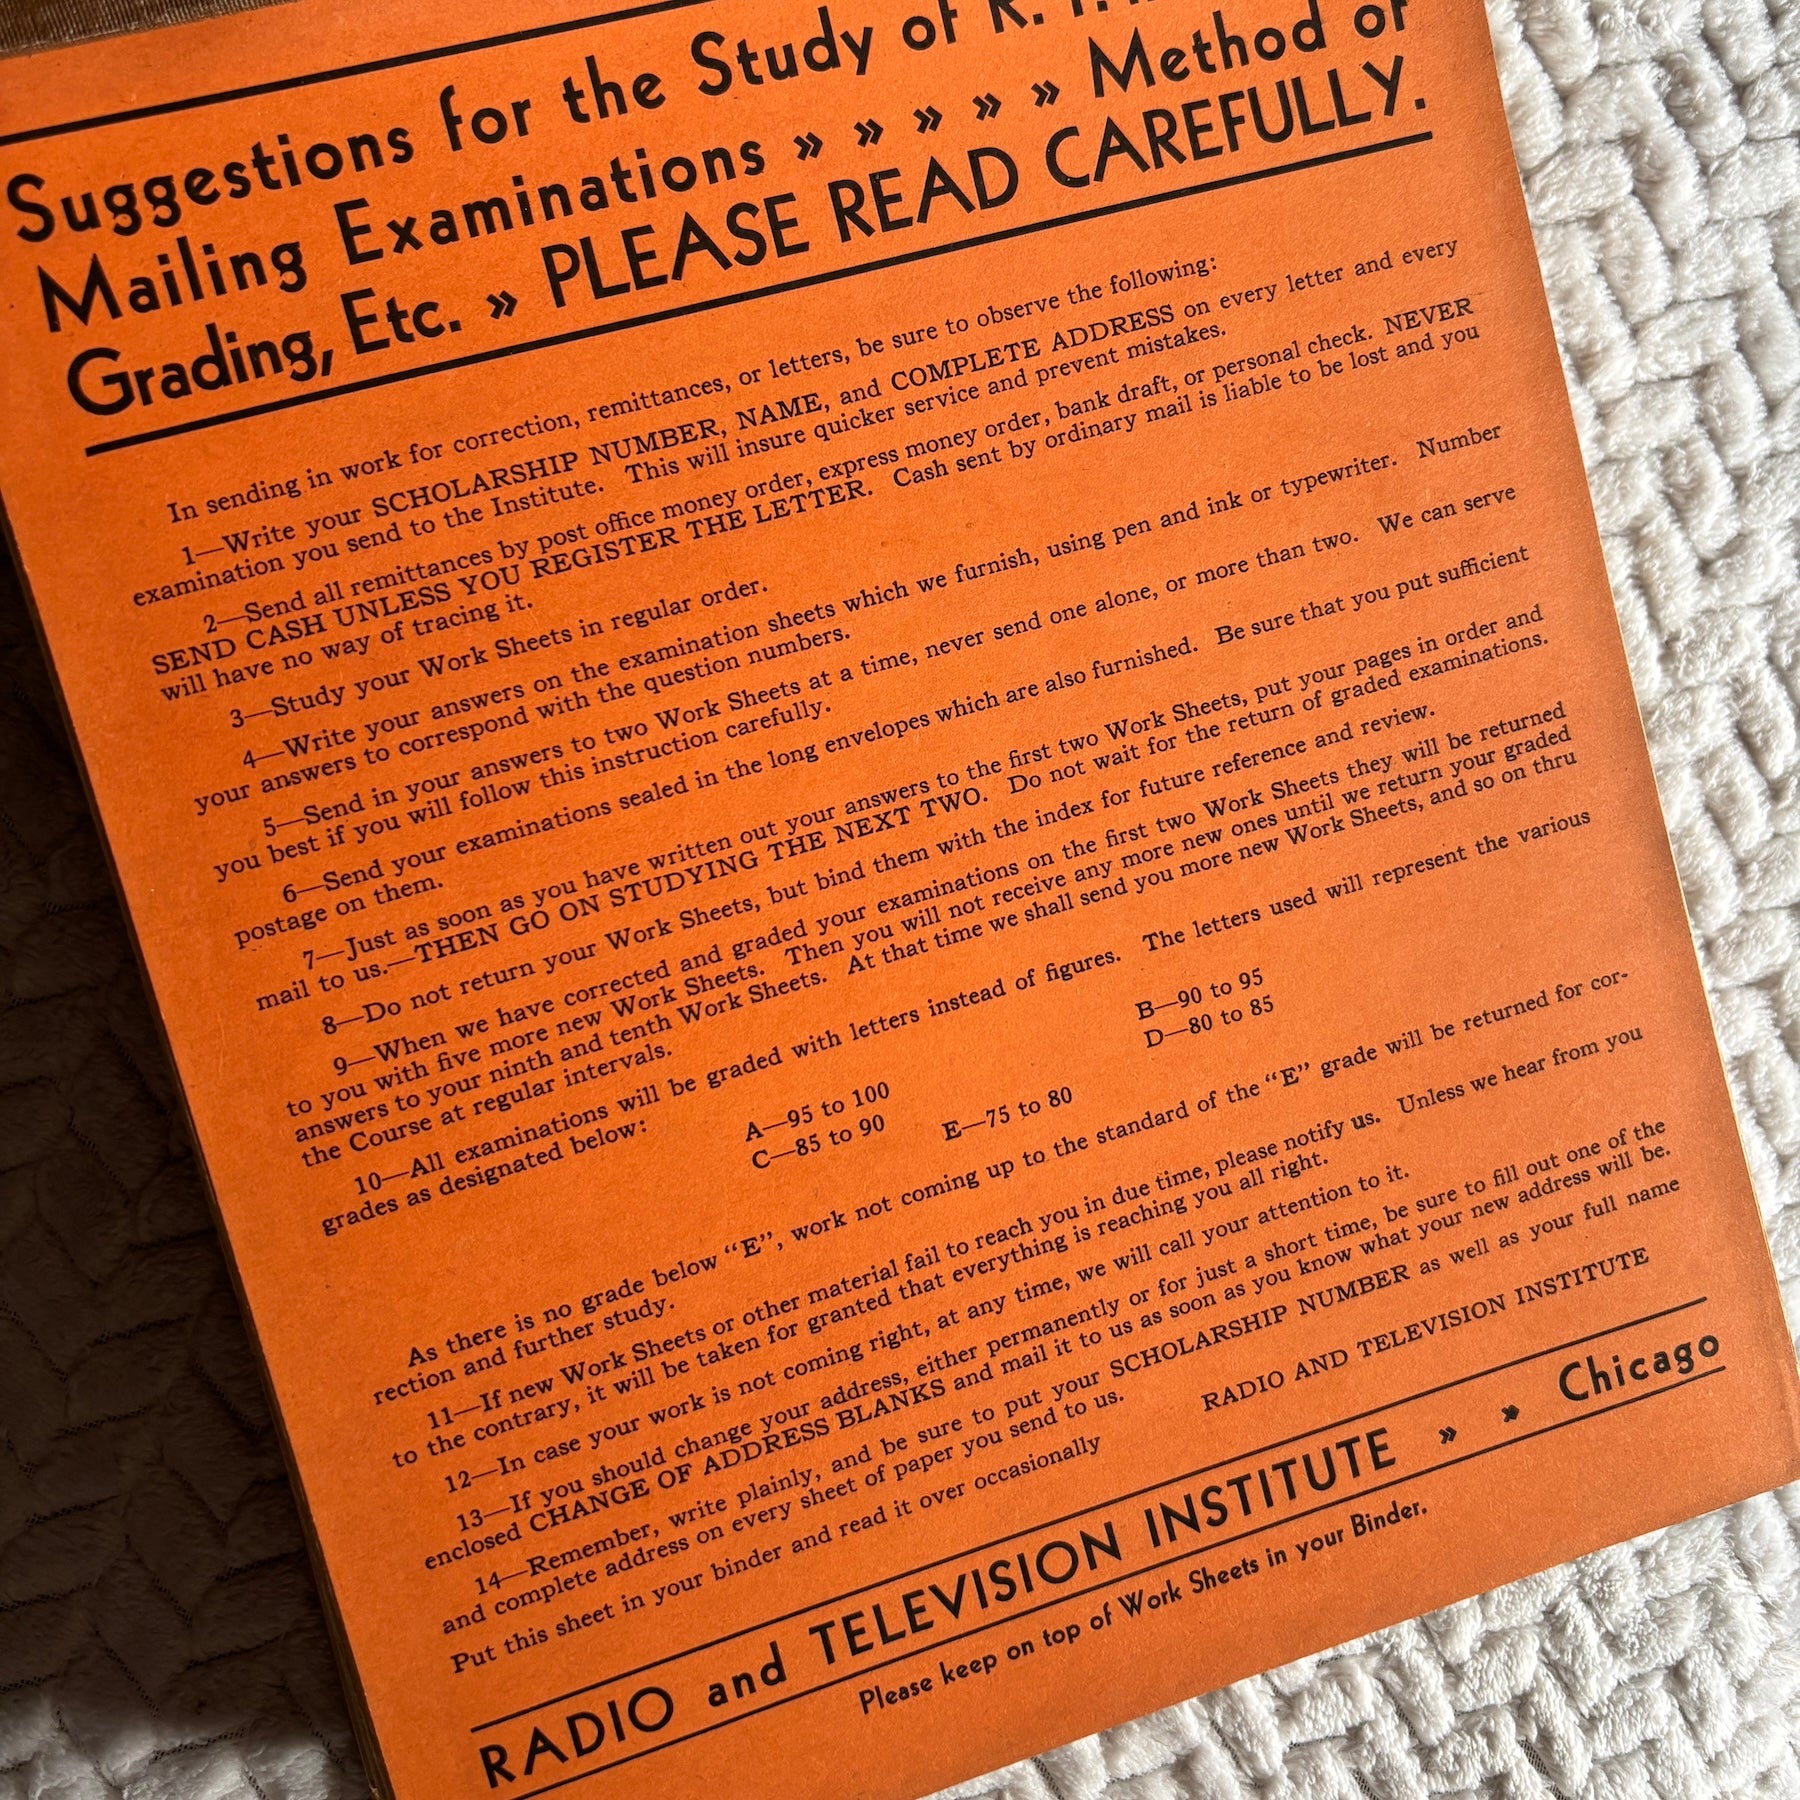 Suggestions for the Study of R. T.
Mailing Examinations » » » » » Method of
Grading, Etc. » PLEASE READ CAREFULLY.
In sending in work for correction, remittances, or letters, be sure to observe the following:
1—Write your SCHOLARSHIP NUMBER, NAME, and COMPLETE ADDRESS on every letter and every
examination you send to the Institute. This will insure quicker service and prevent mistakes.
2—Send all remittances by post office money order, express money order, bank draft, or personal check. NEVER
SEND CASH UNLESS YOU REGISTER THE LETTER. Cash sent by ordinary mail is liable to be lost and you
will have no way of tracing it.
3—Study your Work Sheets in regular order.
4—Write your answers on the examination sheets which we furnish, using pen and ink or typewriter. Number
your answers to correspond with the question numbers.
5—Send in your answers to two Work Sheets at a time, never send one alone, or more than two. We can serve
you best if you will follow this instruction carefully.
6—Send your examinations sealed in the long envelopes which are also furnished. Be sure that you put sufficient
postage on them.
7—Just as soon as you have written out your answers to the first two Work Sheets, put your pages in order and
mail to us.—THEN GO ON STUDYING THE NEXT TWO. Do not wait for the return of graded examinations.
8—Do not return your Work Sheets, but bind them with the index for future reference and review.
9—When we have corrected and graded your examinations on the first two Work Sheets they will be returned
to you with five more new Work Sheets. Then you will not receive any more new ones until we return your graded
answers to your ninth and tenth Work Sheets. At that time we shall send you more new Work Sheets, and so on thru
the Course at regular intervals.
10—All examinations will be graded with letters instead of figures. The letters used will represent the various
grades as designated below:
A—95 to 100 B—90 to 95
C—85 to 90 D—80 to 85
E—75 to 80
As there is no grade below "E", work not coming up to the standard of the "E" grade will be returned for cor-
rection and further study.
11—If new Work Sheets or other material fail to reach you in due time, please notify us. Unless we hear from you
to the contrary, it will be taken for granted that everything is reaching you all right.
12—In case your work is not coming right, at any time, we will call your attention to it.
13—If you should change your address, either permanently or for just a short time, be sure to fill out one of the
enclosed CHANGE OF ADDRESS BLANKS and mail it to us as soon as you know what your new address will be.
14—Remember, write plainly, and be sure to put your SCHOLARSHIP NUMBER as well as your full name
and complete address on every sheet of paper you send to us.
Put this sheet in your binder and read it over occasionally
RADIO AND TELEVISION INSTITUTE
RADIO and TELEVISION INSTITUTE » » Chicago
Please keep on top of Work Sheets in your Binder.